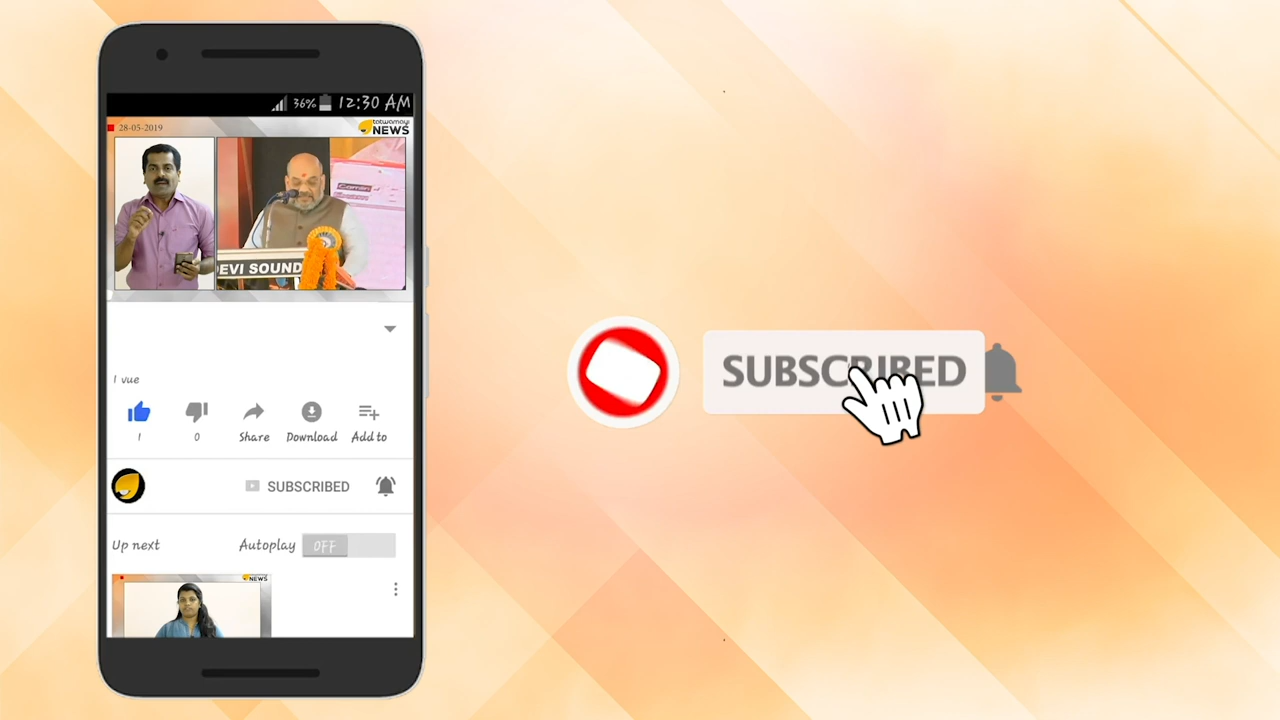 36% 12:30 AM
28-05-2019
tatwamayi
NEWS
DEVI SOUND
1 vue
1
0
Share
Download
Add to
SUBSCRIBED
Up next
Autoplay
OFF
NEWS
SUBSCRIBED